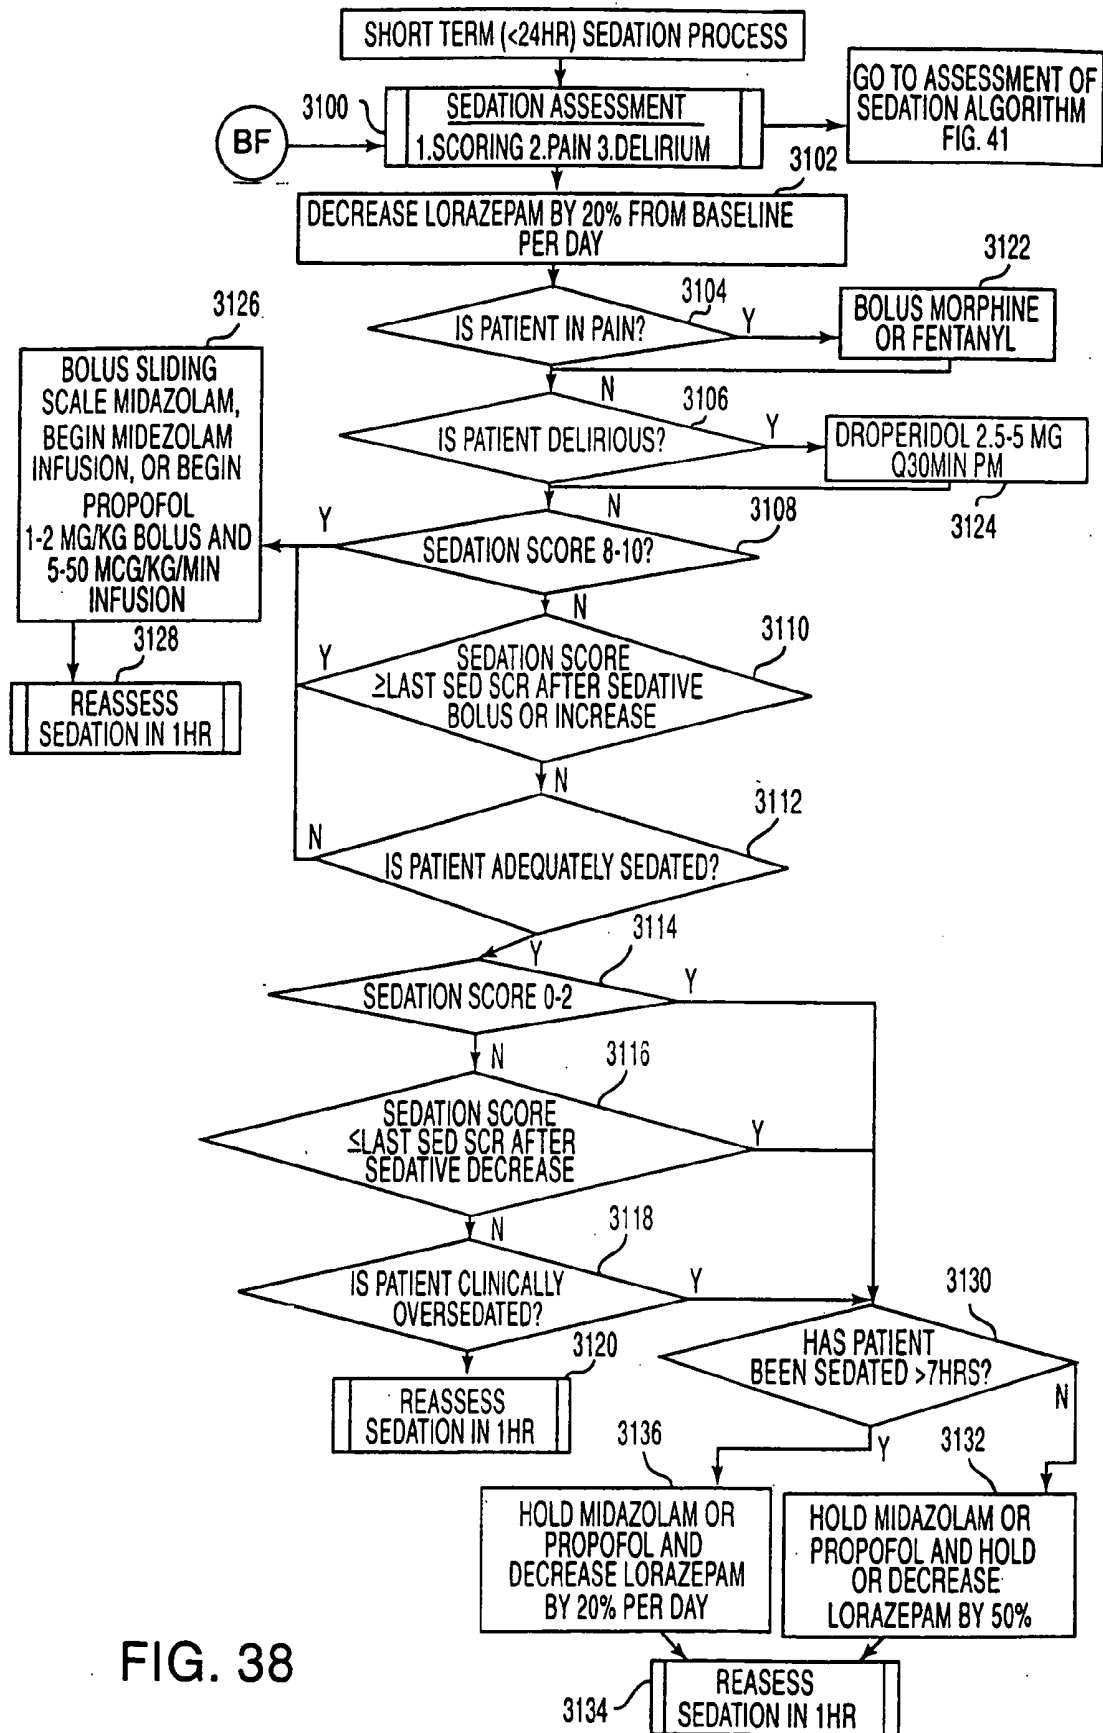 SHORT TERM (<24HR) SEDATION PROCESS
3100
SEDATION ASSESSMENT
1.SCORING 2.PAIN 3.DELIRIUM
BF
GO TO ASSESSMENT OF
SEDATION ALGORITHM
FIG. 41
3102
DECREASE LORAZEPAM BY 20% FROM BASELINE
PER DAY
3104
IS PATIENT IN PAIN?
Y
N
3122
BOLUS MORPHINE
OR FENTANYL
3106
IS PATIENT DELIRIOUS?
Y
N
DROPERIDOL 2.5-5 MG
Q30MIN PM
3124
3126
BOLUS SLIDING
SCALE MIDAZOLAM,
BEGIN MIDEZOLAM
INFUSION, OR BEGIN
PROPOFOL
1-2 MG/KG BOLUS AND
5-50 MCG/KG/MIN
INFUSION
3128
REASSESS
SEDATION IN 1HR
3108
Y
SEDATION SCORE 8-10?
N
3110
Y
SEDATION SCORE
≥LAST SED SCR AFTER SEDATIVE
BOLUS OR INCREASE
N
3112
N
IS PATIENT ADEQUATELY SEDATED?
Y
3114
SEDATION SCORE 0-2
Y
N
3116
SEDATION SCORE
≤LAST SED SCR AFTER
SEDATIVE DECREASE
Y
N
3118
IS PATIENT CLINICALLY
OVERSEDATED?
Y
3120
REASSESS
SEDATION IN 1HR
3130
HAS PATIENT
BEEN SEDATED >7HRS?
N
Y
3136
HOLD MIDAZOLAM OR
PROPOFOL AND
DECREASE LORAZEPAM
BY 20% PER DAY
3132
HOLD MIDAZOLAM OR
PROPOFOL AND HOLD
OR DECREASE
LORAZEPAM BY 50%
3134
REASESS
SEDATION IN 1HR
FIG. 38